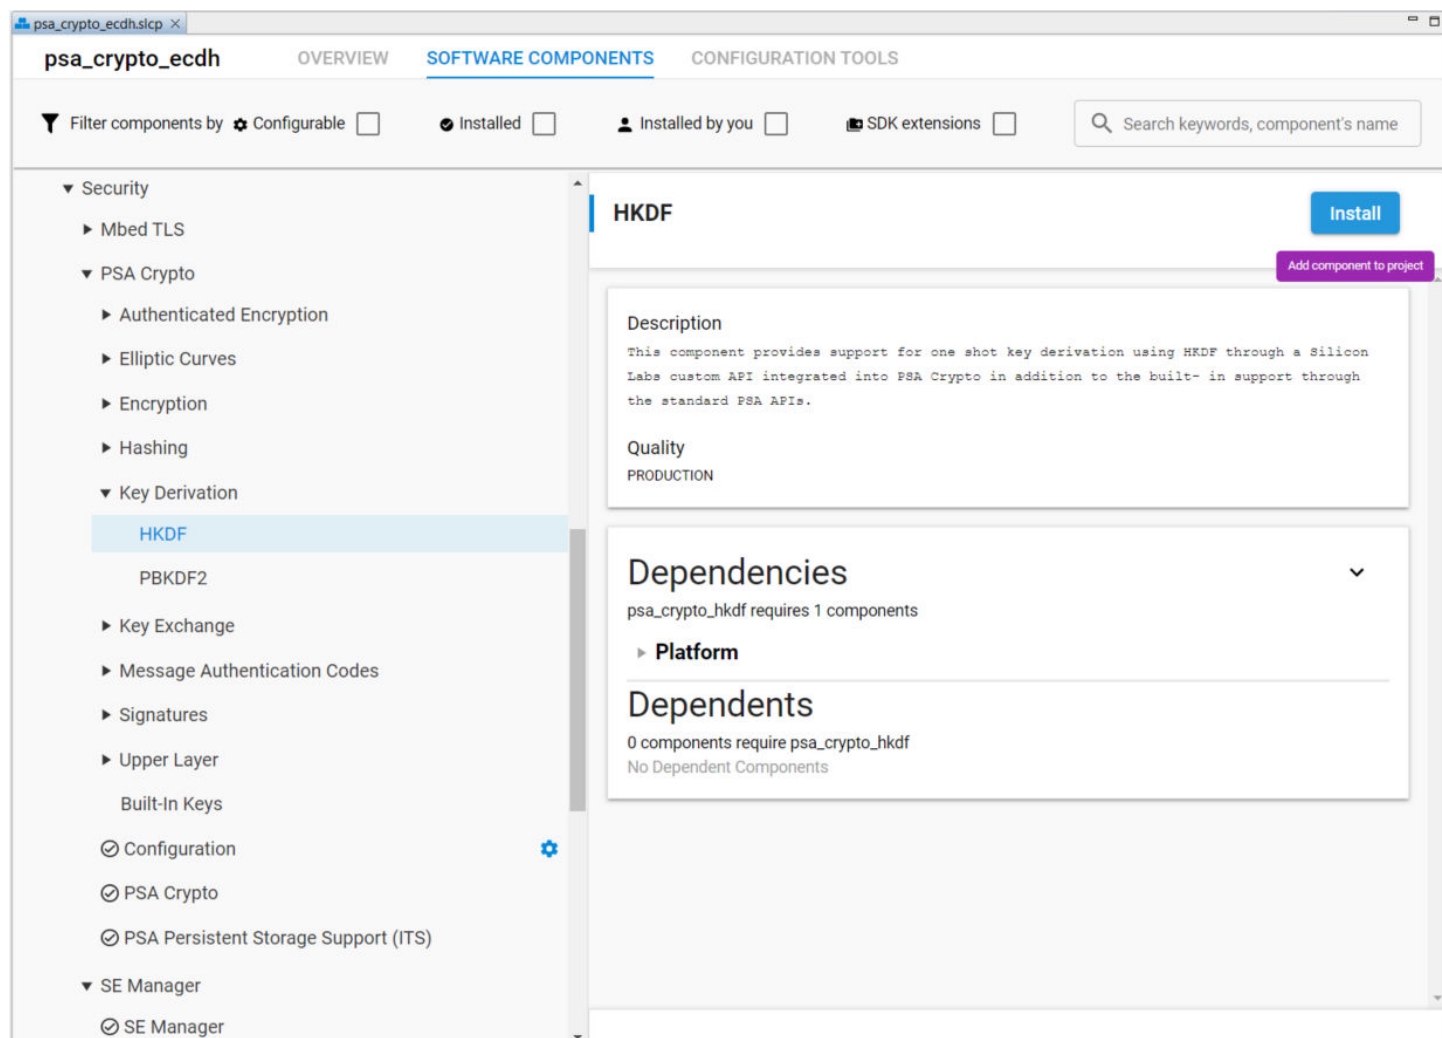 psa_crypto_ecdh.slcp
psa_crypto_ecdh OVERVIEW SOFTWARE COMPONENTS CONFIGURATION TOOLS
Filter components by Configurable Installed Installed by you SDK extensions Search keywords, component's name
Security
Mbed TLS
PSA Crypto
Authenticated Encryption
Elliptic Curves
Encryption
Hashing
Key Derivation
HKDF
PBKDF2
Key Exchange
Message Authentication Codes
Signatures
Upper Layer
Built-In Keys
Configuration
PSA Crypto
PSA Persistent Storage Support (ITS)
SE Manager
SE Manager
HKDF
Install
Add component to project
Description
This component provides support for one shot key derivation using HKDF through a Silicon
Labs custom API integrated into PSA Crypto in addition to the built- in support through
the standard PSA APIs.
Quality
PRODUCTION
Dependencies
psa_crypto_hkdf requires 1 components
Platform
Dependents
0 components require psa_crypto_hkdf
No Dependent Components